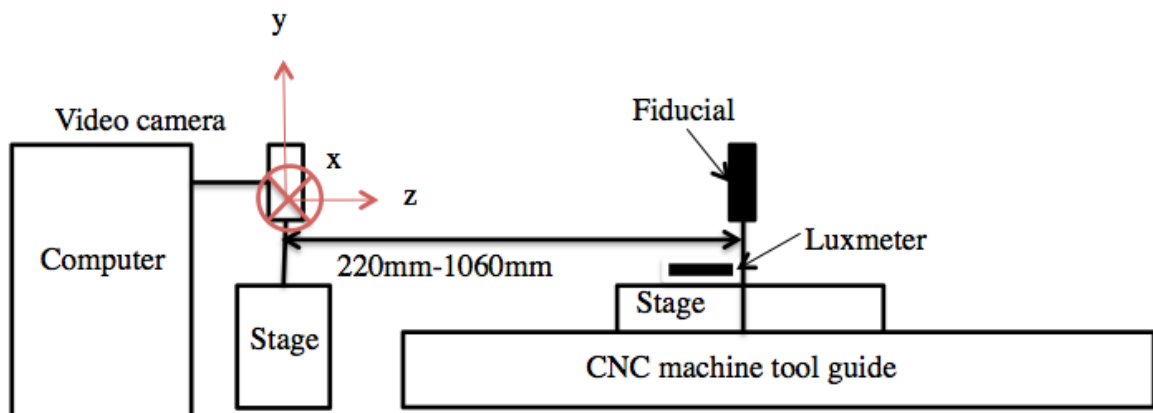 y
Video camera
Fiducial
x
z
Luxmeter
Computer
220mm-1060mm
Stage
Stage
CNC machine tool guide